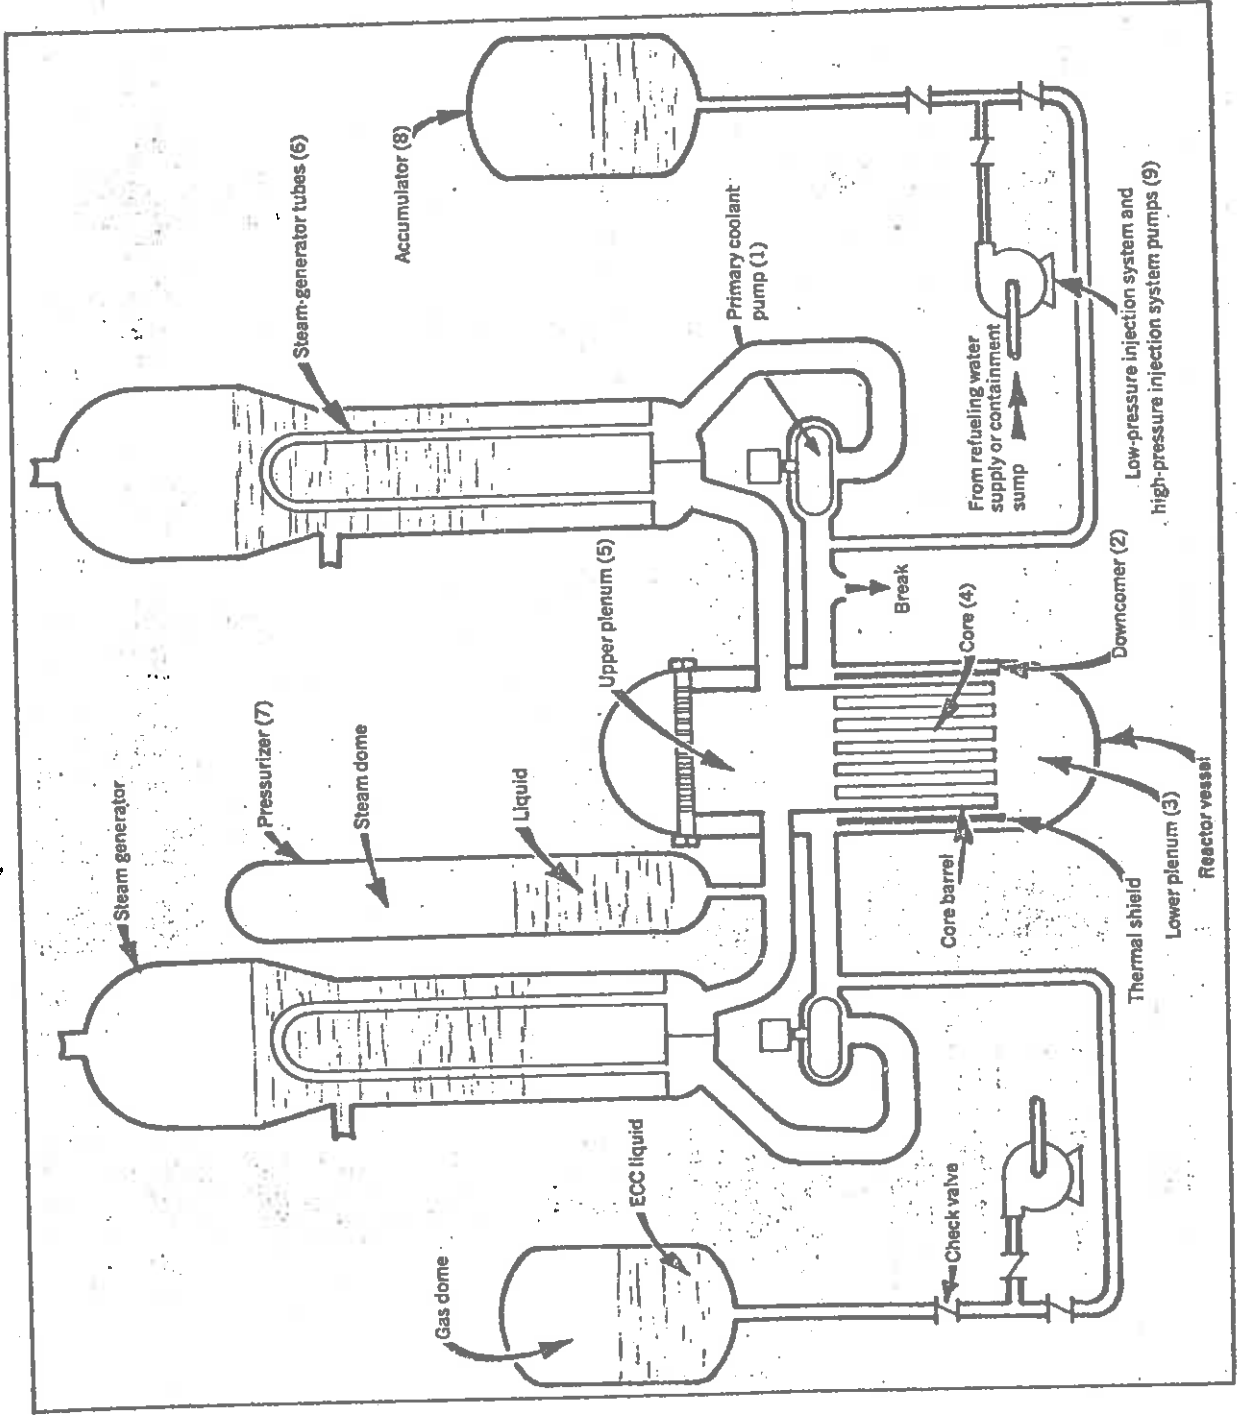 Steam generator
Pressurizer (7)
Steam dome
Liquid
Upper plenum (5)
Steam-generator tubes (6)
Accumulator (8)
Primary coolant
pump (1)
Gas dome
ECC liquid
Check valve
Core barrel
Thermal shield
Lower plenum (3)
Reactor vessel
Core (4)
Downcomer (2)
Break
From refueling water
supply or containment
sump
Low-pressure injection system and
high-pressure injection system pumps (9)